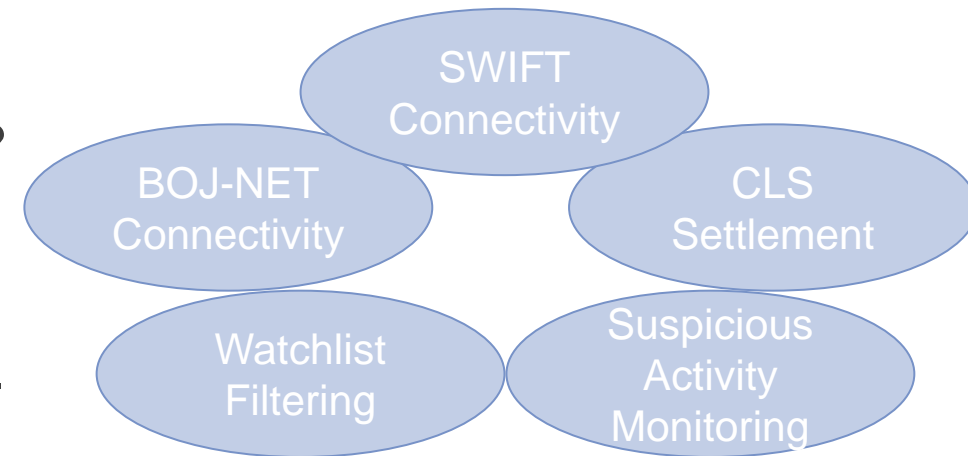 SWIFT
Connectivity
BOJ-NET
Connectivity
CLS
Settlement
Watchlist
Filtering
Suspicious
Activity
Monitoring